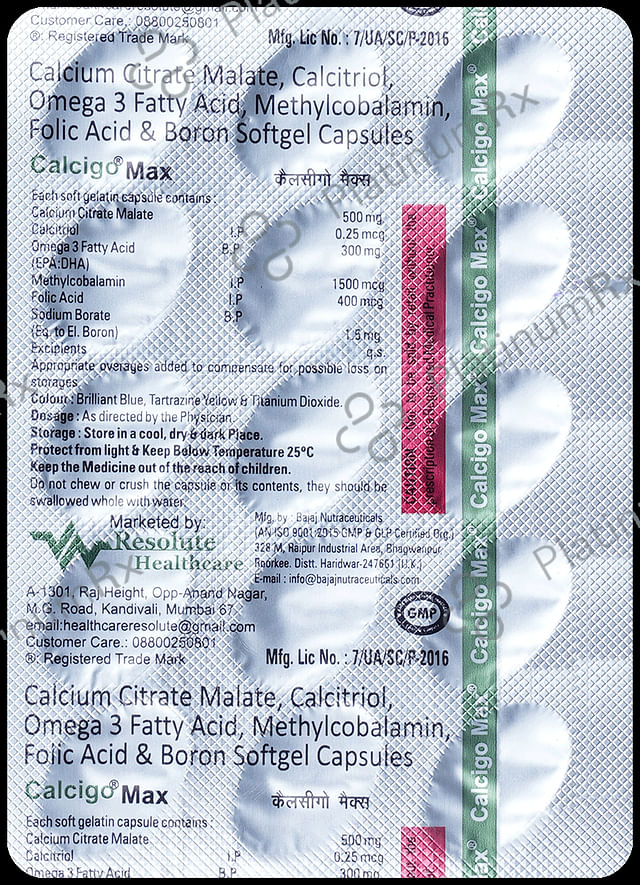 Customer Care.: 08800250801
®: Registered Trade Mark
Mfg. Lic No. : 7/UA/SC/P-2016
Calcium Citrate Malate, Calcitriol,
Omega 3 Fatty Acid, Methylcobalamin,
Folic Acid & Boron Softgel Capsules
Calcigo® Max
कैलसीगो मैक्स
Each soft gelatin capsule contains :
Calcium Citrate Malate 500 mg
Calcitriol I.P 0.25 mcg
Omega 3 Fatty Acid B.P 300 mg
(EPA:DHA)
Methylcobalamin I.P 1500 mcg
Folic Acid I.P 400 mcg
Sodium Borate B.P
(Eq. to El. Boron) 1.5 mg
Excipients q.s.
Appropriate overages added to compensate for possible loss on
storages.
Colour : Brilliant Blue, Tartrazine Yellow & Titanium Dioxide.
Dosage : As directed by the Physician.
Storage : Store in a cool, dry & dark Place.
Protect from light & Keep Below Temperature 25°C
Keep the Medicine out of the reach of children.
Do not chew or crush the capsule or its contents, they should be
swallowed whole with water.
Marketed by:
Resolute
Healthcare
A-1301, Raj Height, Opp-Anand Nagar,
M.G. Road, Kandivali, Mumbai 67
email:healthcareresolute@gmail.com
Customer Care.: 08800250801
®: Registered Trade Mark
Mfg. by : Bajaj Nutraceuticals
(AN ISO 9001:2015 GMP & GLP Certified Org.)
328 M, Raipur Industrial Area, Bhagwanpur
Roorkee. Distt. Haridwar-247661 (U.K.)
E-mail : info@bajajnutraceuticals.com
GMP
Mfg. Lic No. : 7/UA/SC/P-2016
Calcium Citrate Malate, Calcitriol,
Omega 3 Fatty Acid, Methylcobalamin,
Folic Acid & Boron Softgel Capsules
Calcigo® Max
कैलसीगो मैक्स
Each soft gelatin capsule contains :
Calcium Citrate Malate 500 mg
Calcitriol I.P 0.25 mcg
Omega 3 Fatty Acid B.P 300 mg
Calcigo Max®
Calcigo Max®
Calcigo Max®
Calcigo Max®
Calcigo Max®
PlatinumRx